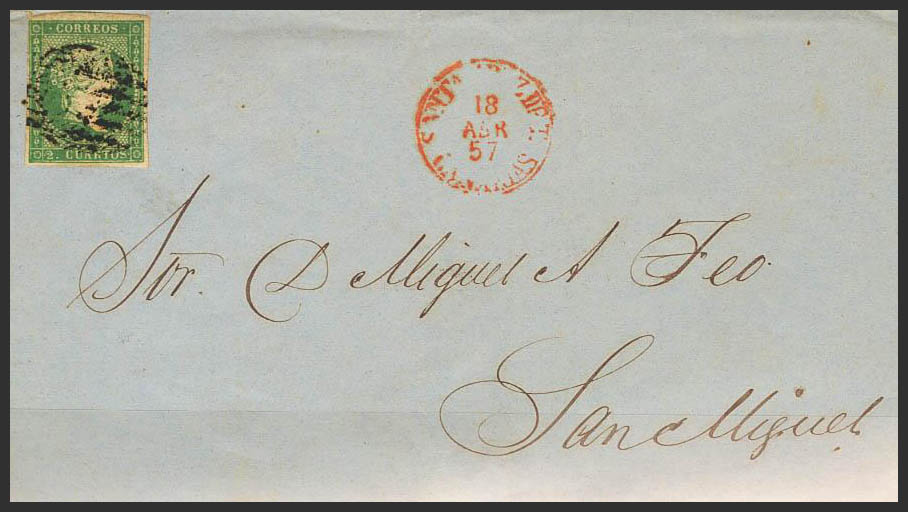 CORREOS
2. CUARTOS
18
ABR
57
Sor. D Miguel A Feo.
San Miguel.